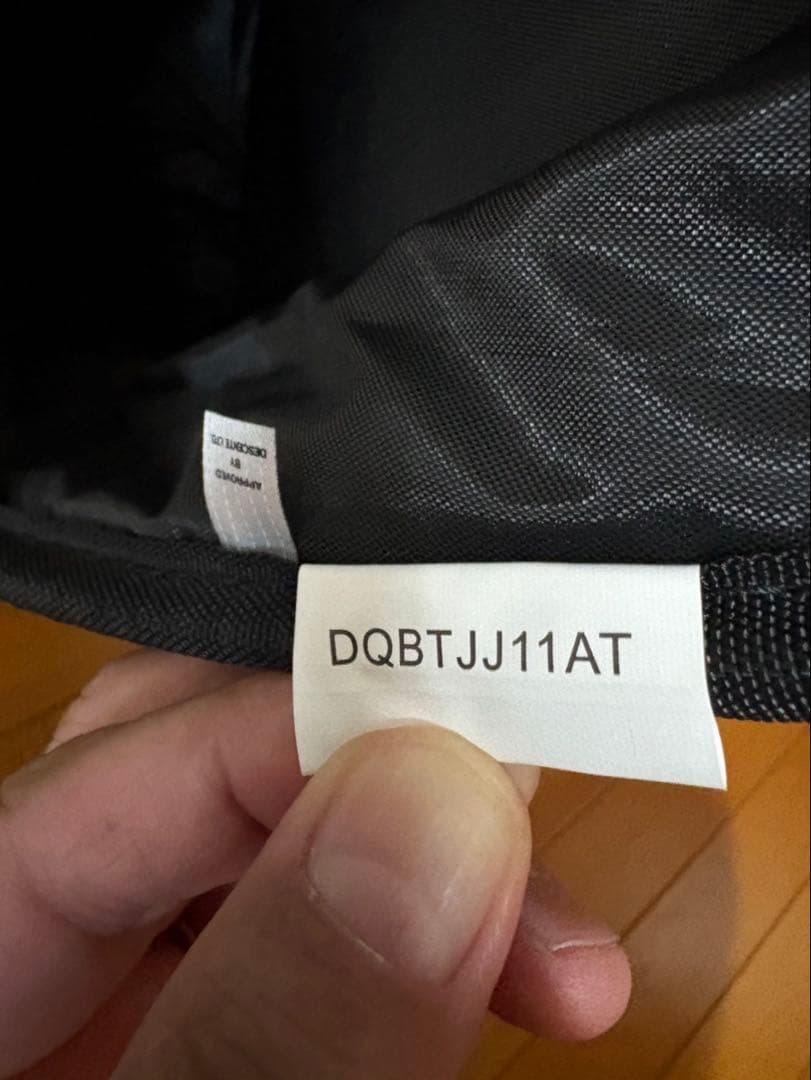 APPROVED
BY
DESCENTE LTD.
DQBTJJ11AT